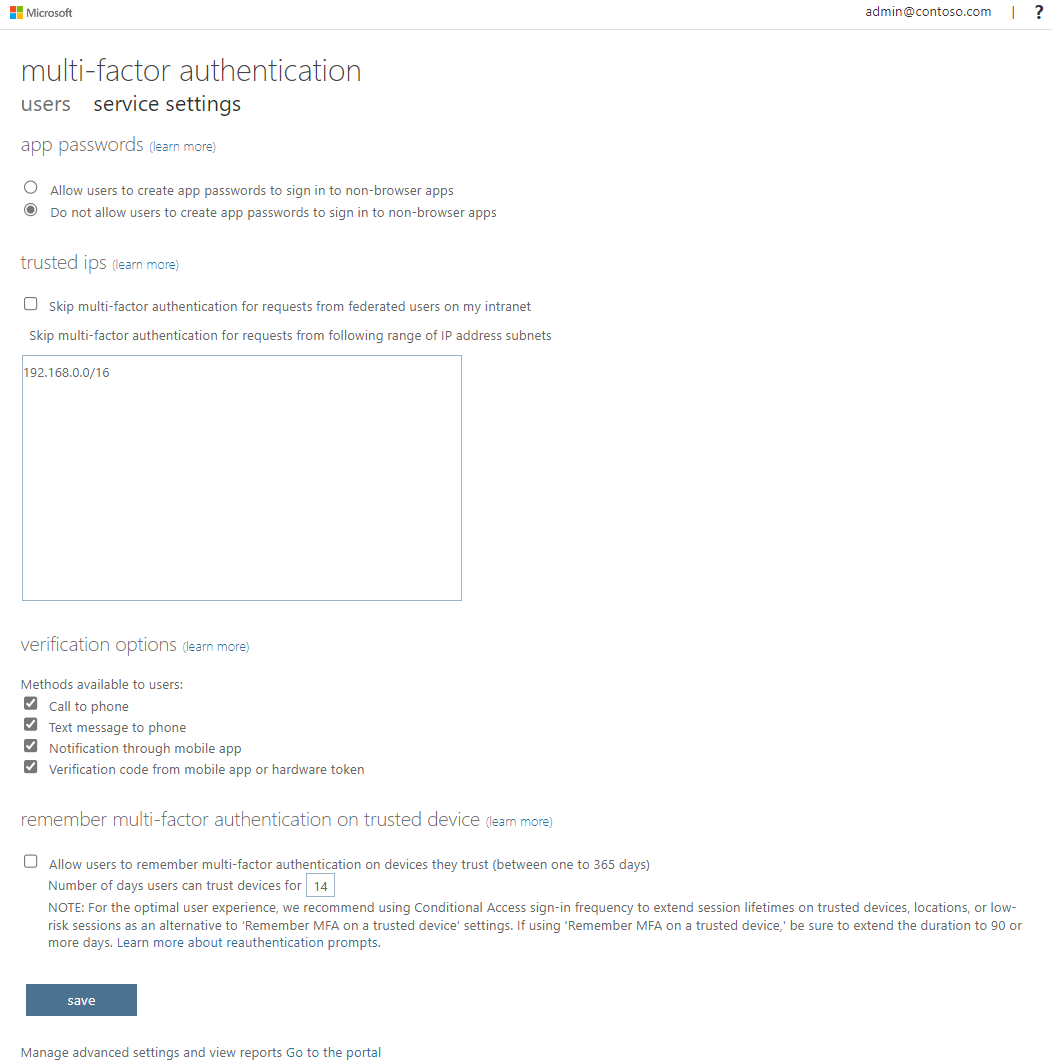 Microsoft
admin@contoso.com | ?
multi-factor authentication
users service settings
app passwords (learn more)
Allow users to create app passwords to sign in to non-browser apps
Do not allow users to create app passwords to sign in to non-browser apps
trusted ips (learn more)
Skip multi-factor authentication for requests from federated users on my intranet
Skip multi-factor authentication for requests from following range of IP address subnets
192.168.0.0/16
verification options (learn more)
Methods available to users:
Call to phone
Text message to phone
Notification through mobile app
Verification code from mobile app or hardware token
remember multi-factor authentication on trusted device (learn more)
Allow users to remember multi-factor authentication on devices they trust (between one to 365 days)
Number of days users can trust devices for 14
NOTE: For the optimal user experience, we recommend using Conditional Access sign-in frequency to extend session lifetimes on trusted devices, locations, or low-
risk sessions as an alternative to 'Remember MFA on a trusted device' settings. If using 'Remember MFA on a trusted device,' be sure to extend the duration to 90 or
more days. Learn more about reauthentication prompts.
save
Manage advanced settings and view reports Go to the portal